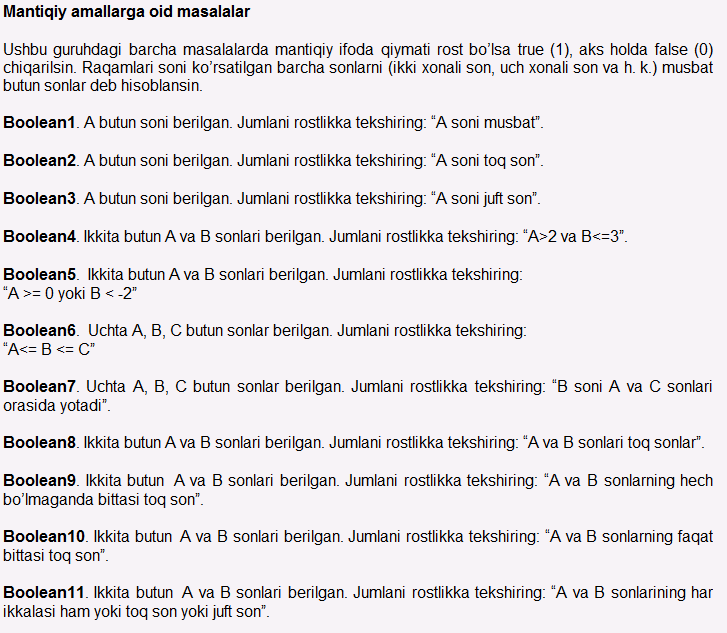 Mantiqiy amallarga oid masalalar
Ushbu guruhdagi barcha masalalarda mantiqiy ifoda qiymati rost bo’lsa true (1), aks holda false (0)
chiqarilsin. Raqamlari soni ko’rsatilgan barcha sonlarni (ikki xonali son, uch xonali son va h. k.) musbat
butun sonlar deb hisoblansin.
Boolean1. A butun soni berilgan. Jumlani rostlikka tekshiring: “A soni musbat”.
Boolean2. A butun soni berilgan. Jumlani rostlikka tekshiring: “A soni toq son”.
Boolean3. A butun soni berilgan. Jumlani rostlikka tekshiring: “A soni juft son”.
Boolean4. Ikkita butun A va B sonlari berilgan. Jumlani rostlikka tekshiring: “A>2 va B<=3”.
Boolean5. Ikkita butun A va B sonlari berilgan. Jumlani rostlikka tekshiring:
“A >= 0 yoki B < -2”
Boolean6. Uchta A, B, C butun sonlar berilgan. Jumlani rostlikka tekshiring:
“A<= B <= C”
Boolean7. Uchta A, B, C butun sonlar berilgan. Jumlani rostlikka tekshiring: “B soni A va C sonlari
orasida yotadi”.
Boolean8. Ikkita butun A va B sonlari berilgan. Jumlani rostlikka tekshiring: “A va B sonlari toq sonlar”.
Boolean9. Ikkita butun A va B sonlari berilgan. Jumlani rostlikka tekshiring: “A va B sonlarning hech
bo’lmaganda bittasi toq son”.
Boolean10. Ikkita butun A va B sonlari berilgan. Jumlani rostlikka tekshiring: “A va B sonlarning faqat
bittasi toq son”.
Boolean11. Ikkita butun A va B sonlari berilgan. Jumlani rostlikka tekshiring: “A va B sonlarining har
ikkalasi ham yoki toq son yoki juft son”.